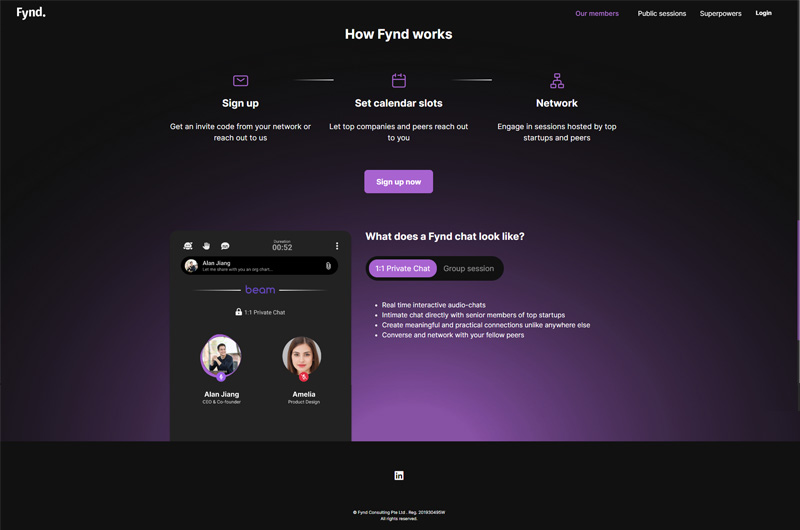 Fynd.
Our members
Public sessions
Superpowers
Login
How Fynd works
Sign up
Get an invite code from your network or
reach out to us
Set calendar slots
Let top companies and peers reach out
to you
Network
Engage in sessions hosted by top
startups and peers
Sign up now
Duration
00:52
Alan Jiang
Let me share with you an org chart...
beam
1:1 Private Chat
Alan Jiang
CEO & Co-founder
Amelia
Product Design
What does a Fynd chat look like?
1:1 Private Chat
Group session
Real time interactive audio-chats
Intimate chat directly with senior members of top startups
Create meaningful and practical connections unlike anywhere else
Converse and network with your fellow peers
in
© Fynd Consulting Pte Ltd . Reg. 201930495W
All rights reserved.